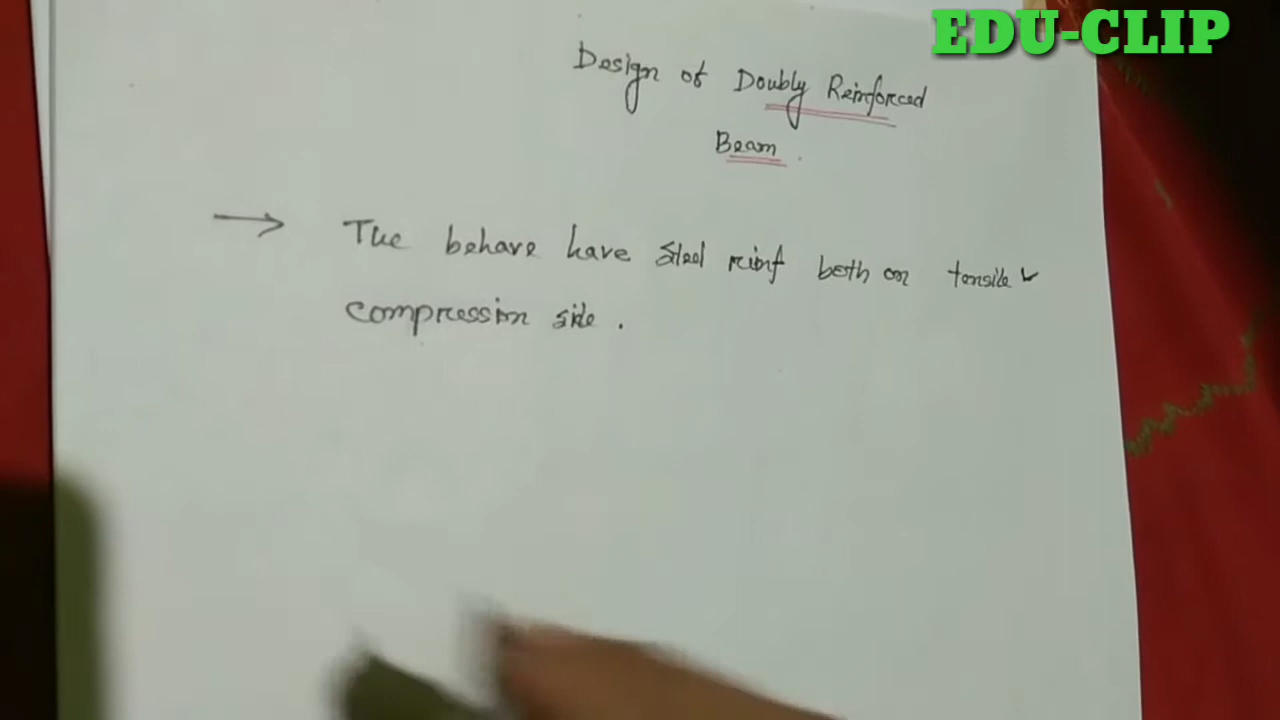 EDU-CLIP
Design of Doubly Reinforced
Beam.
→ The behave have steel reinf both on tensile &
compression side.